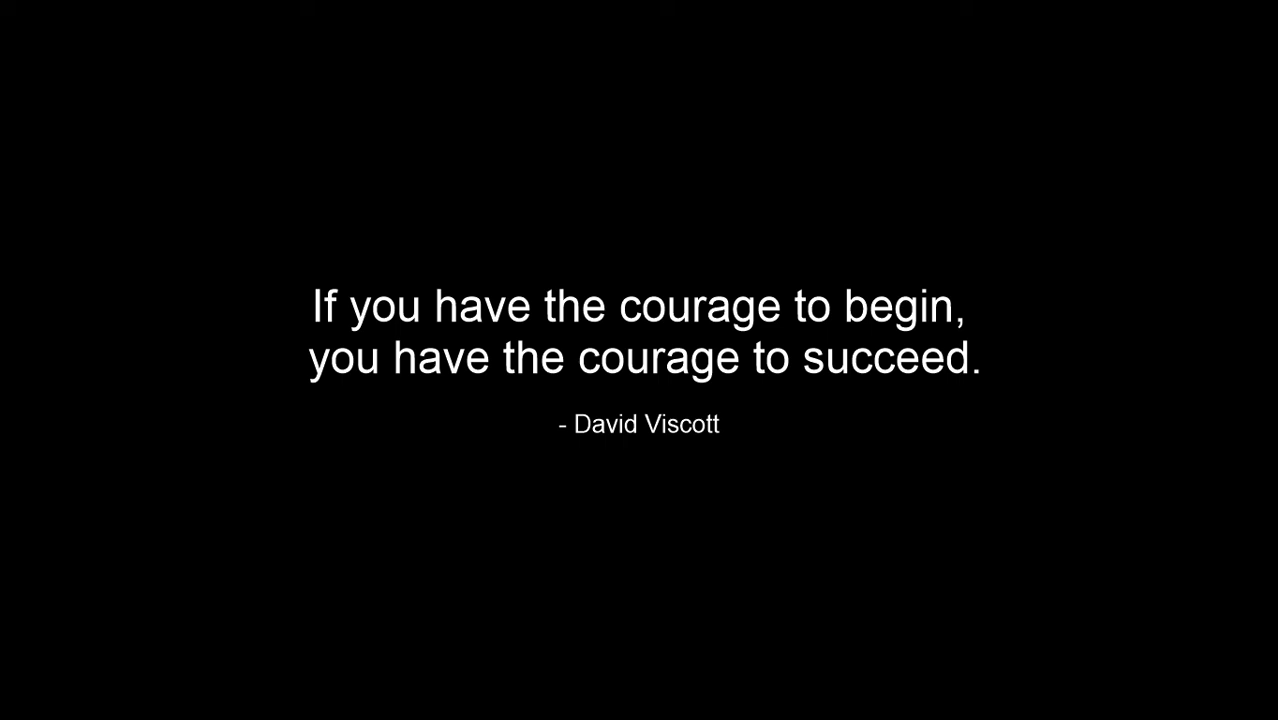 If you have the courage to begin,
you have the courage to succeed.
- David Viscott